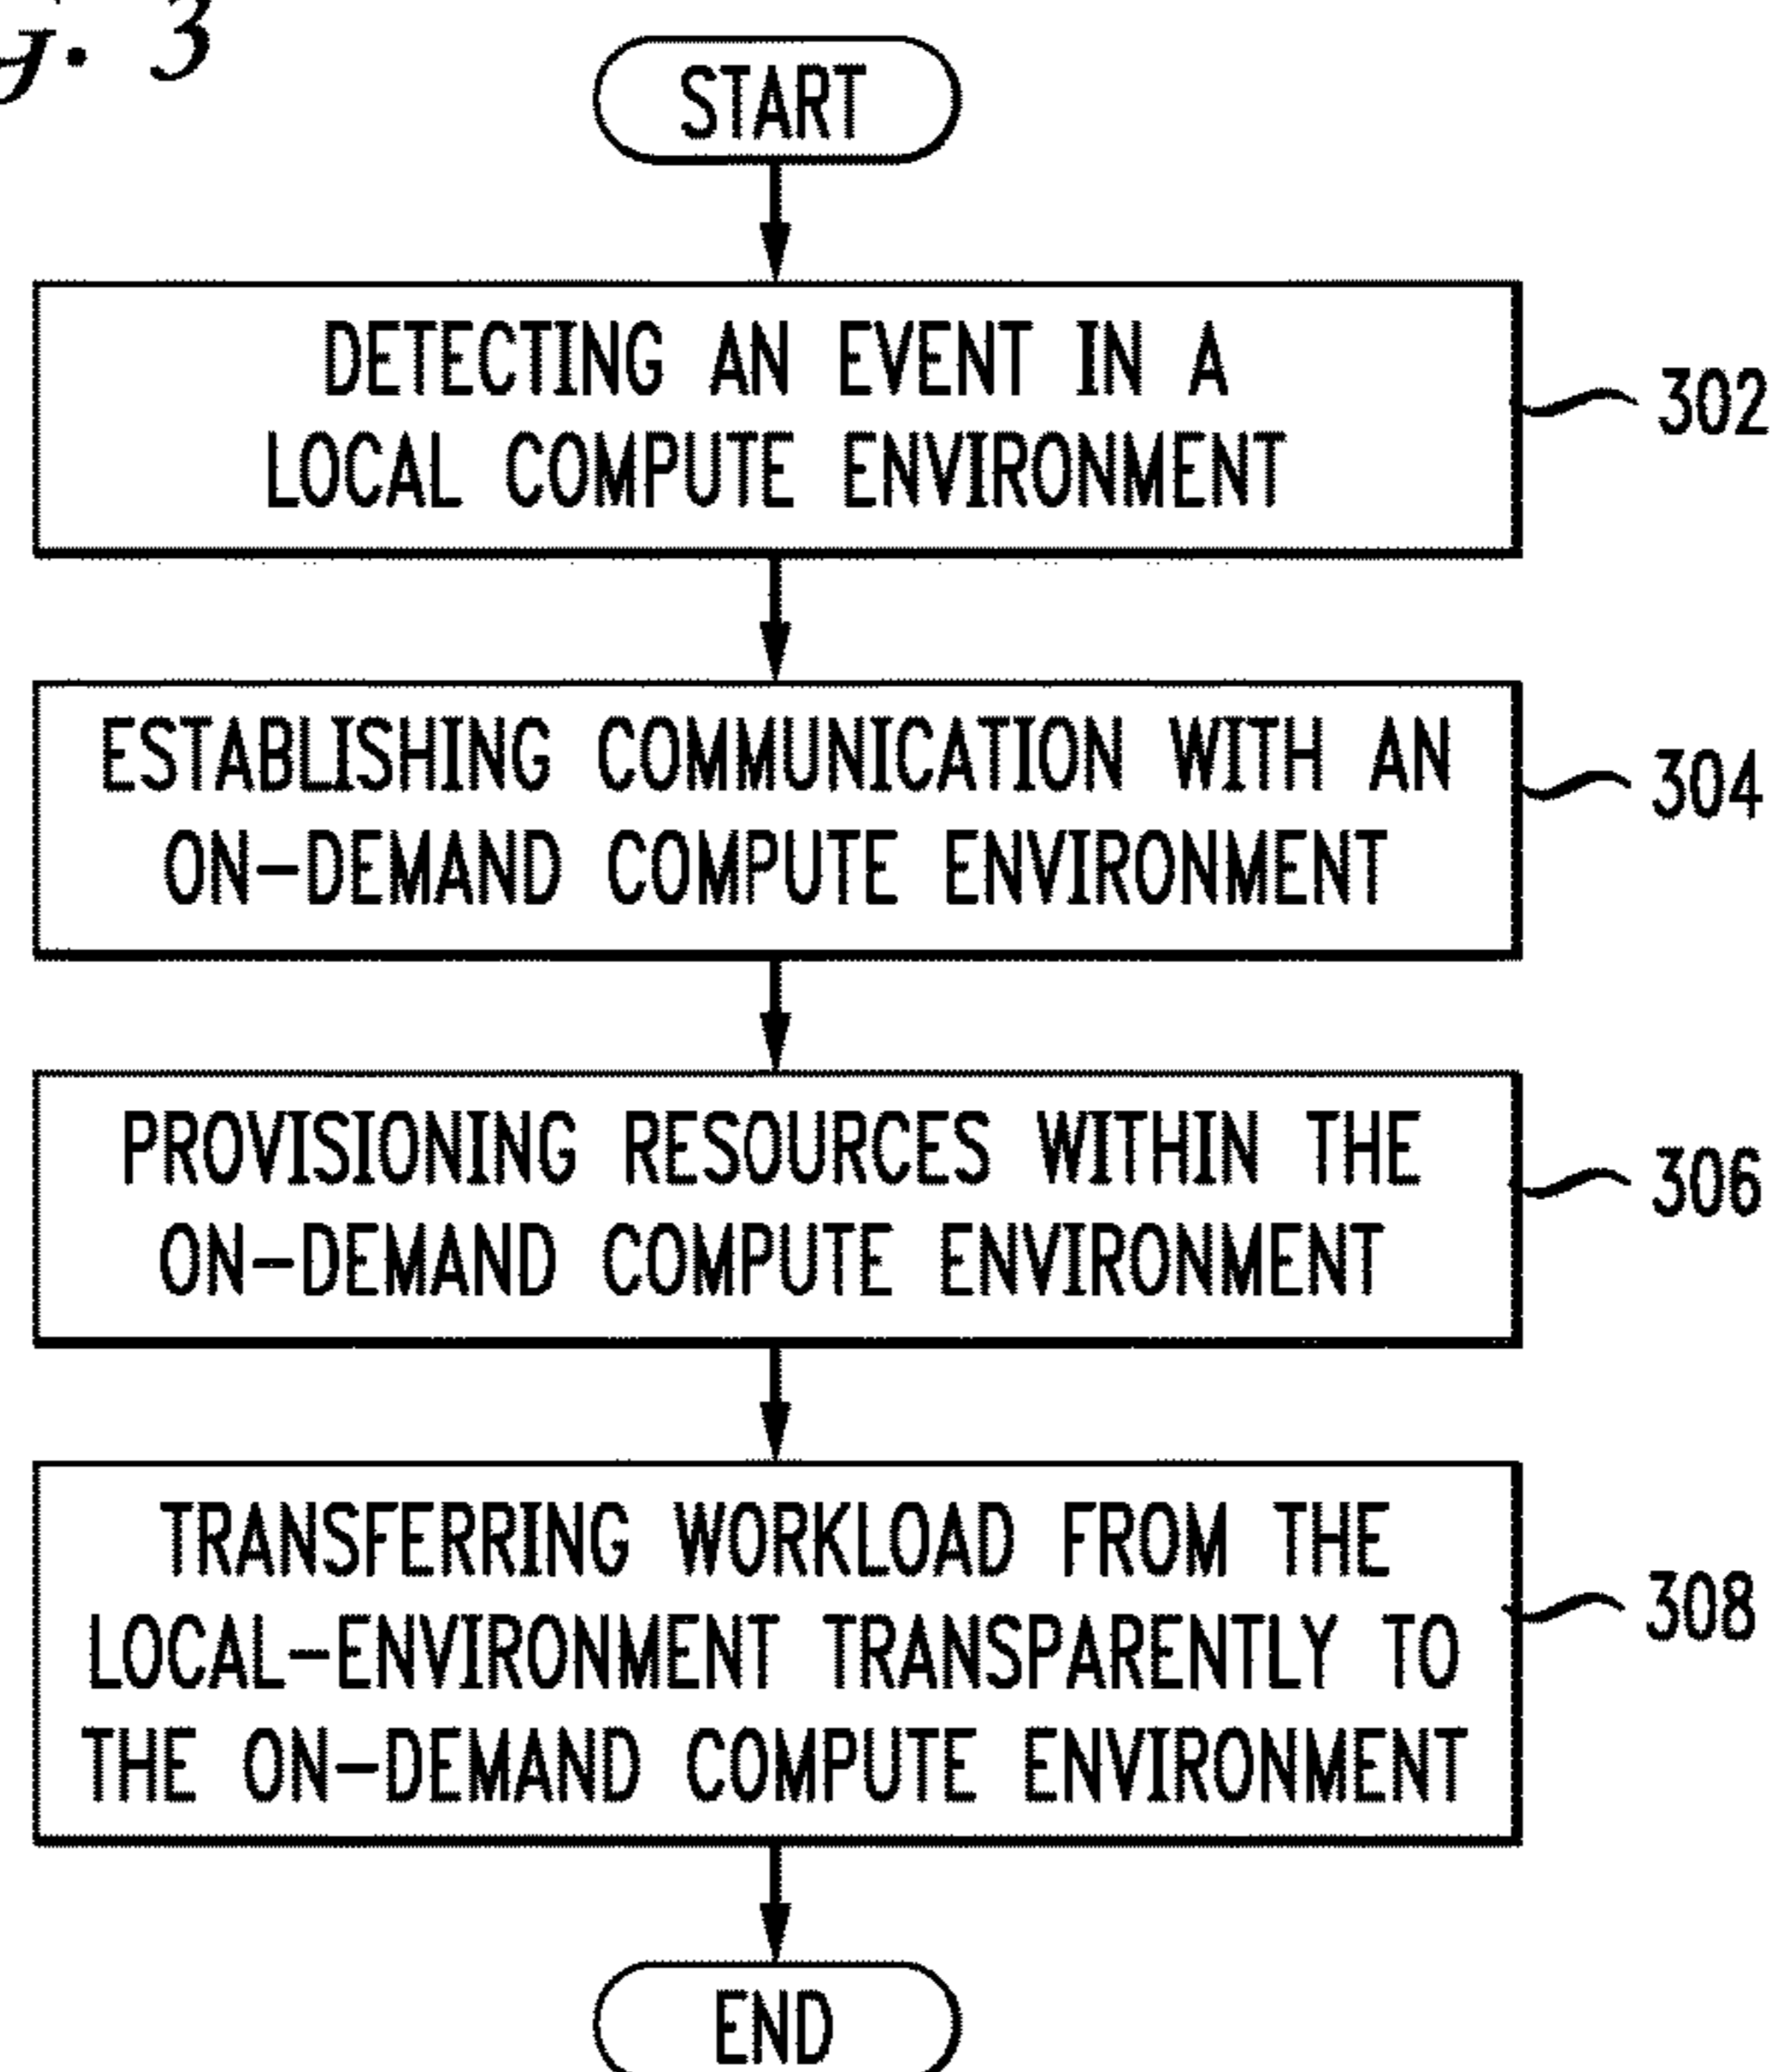 3
START
DETECTING AN EVENT IN A
LOCAL COMPUTE ENVIRONMENT
302
ESTABLISHING COMMUNICATION WITH AN
ON-DEMAND COMPUTE ENVIRONMENT
304
PROVISIONING RESOURCES WITHIN THE
ON-DEMAND COMPUTE ENVIRONMENT
306
TRANSFERRING WORKLOAD FROM THE
LOCAL-ENVIRONMENT TRANSPARENTLY TO
THE ON-DEMAND COMPUTE ENVIRONMENT
308
END